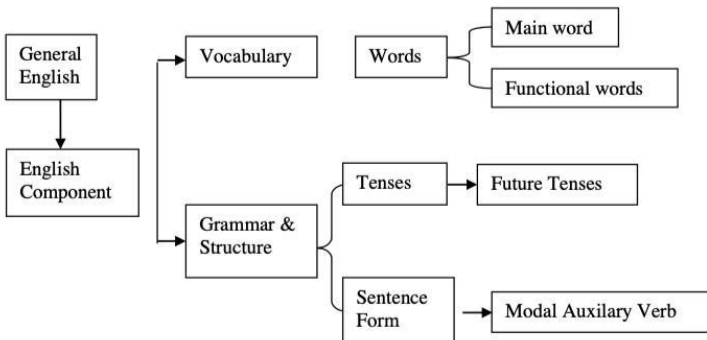 General
English
Vocabulary
Words
Main word
Functional words
English
Component
Grammar &
Structure
Tenses
Future Tenses
Sentence
Form
Modal Auxilary Verb